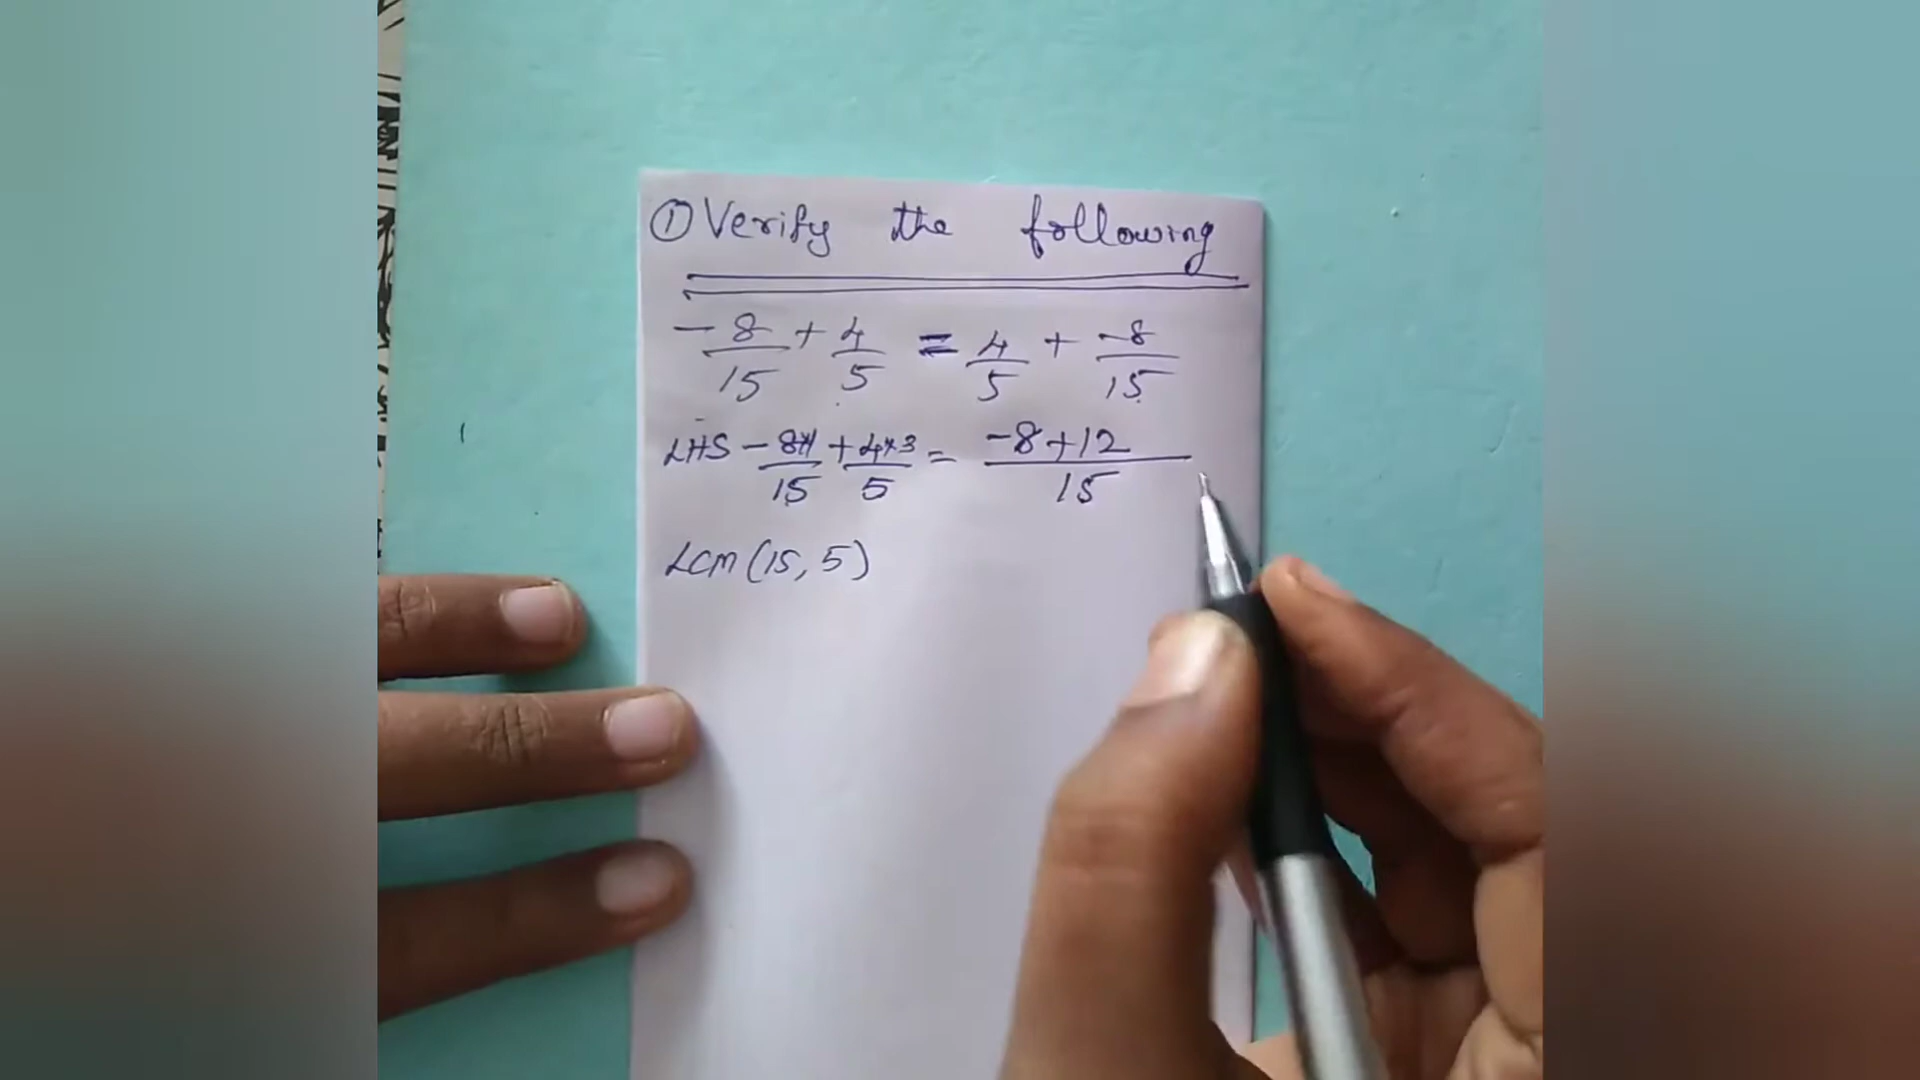 ① Verify the following
-8/15 + 4/5 = 4/5 + -8/15
LHS -8×1/15 + 4×3/5 = -8+12/15
LCM (15, 5)